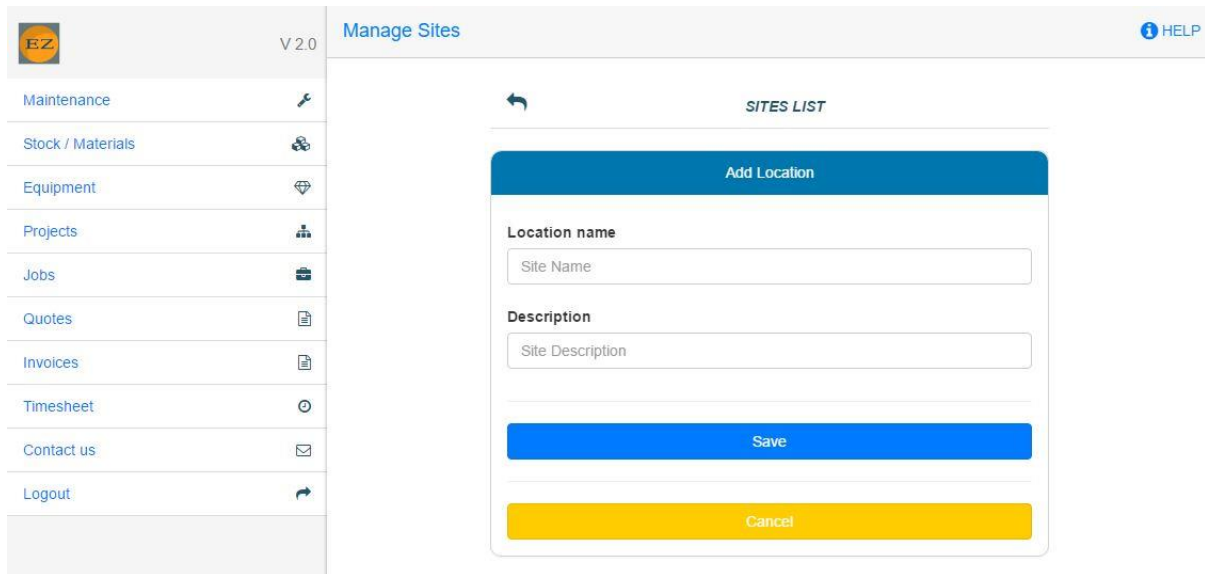 EZ
V 2.0
Manage Sites
HELP
Maintenance
Stock / Materials
Equipment
Projects
Jobs
Quotes
Invoices
Timesheet
Contact us
Logout
SITES LIST
Add Location
Location name
Site Name
Description
Site Description
Save
Cancel